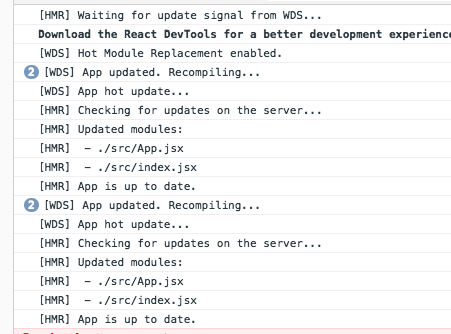 [HMR] Waiting for update signal from WDS...
Download the React DevTools for a better development experience
[WDS] Hot Module Replacement enabled.
2 [WDS] App updated. Recompiling...
[WDS] App hot update...
[HMR] Checking for updates on the server...
[HMR] Updated modules:
[HMR]  - ./src/App.jsx
[HMR]  - ./src/index.jsx
[HMR] App is up to date.
2 [WDS] App updated. Recompiling...
[WDS] App hot update...
[HMR] Checking for updates on the server...
[HMR] Updated modules:
[HMR]  - ./src/App.jsx
[HMR]  - ./src/index.jsx
[HMR] App is up to date.